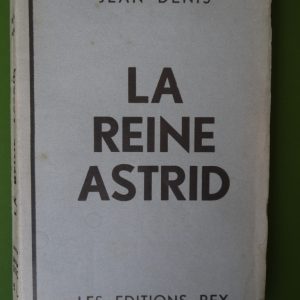 JEAN DENIS
LA
REINE
ASTRID
LES EDITIONS REX